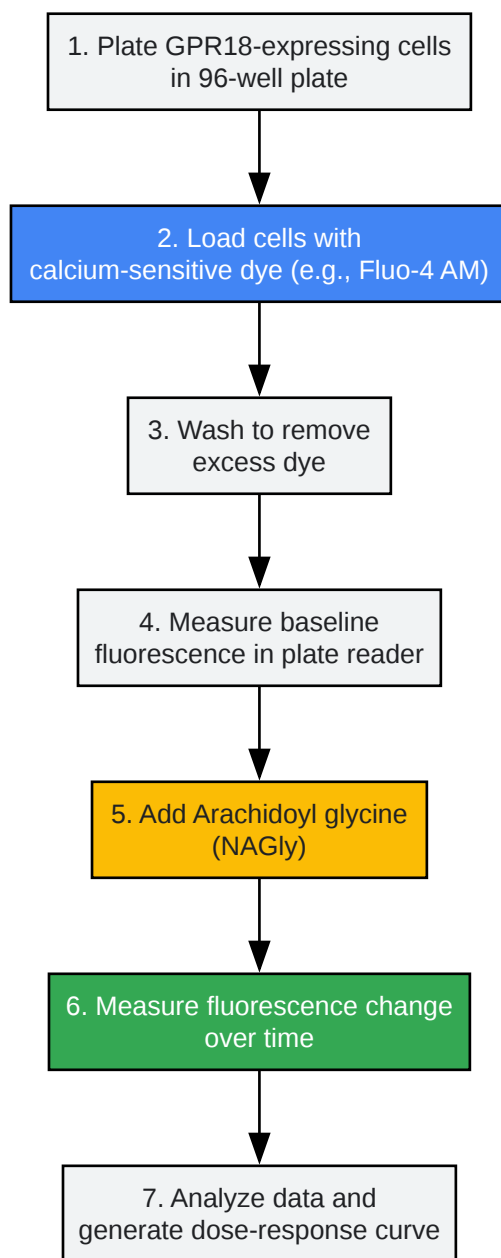 1. Plate GPR18-expressing cells
in 96-well plate
2. Load cells with
calcium-sensitive dye (e.g., Fluo-4 AM)
3. Wash to remove
excess dye
4. Measure baseline
fluorescence in plate reader
5. Add Arachidoyl glycine
(NAGly)
6. Measure fluorescence change
over time
7. Analyze data and
generate dose-response curve